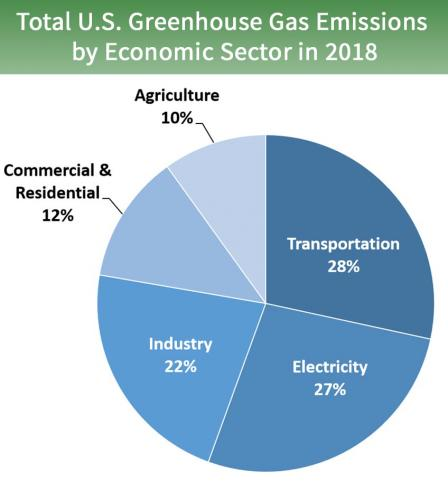 Total U.S. Greenhouse Gas Emissions
by Economic Sector in 2018
Agriculture
10%
Commercial &
Residential
12%
Transportation
28%
Industry
22%
Electricity
27%